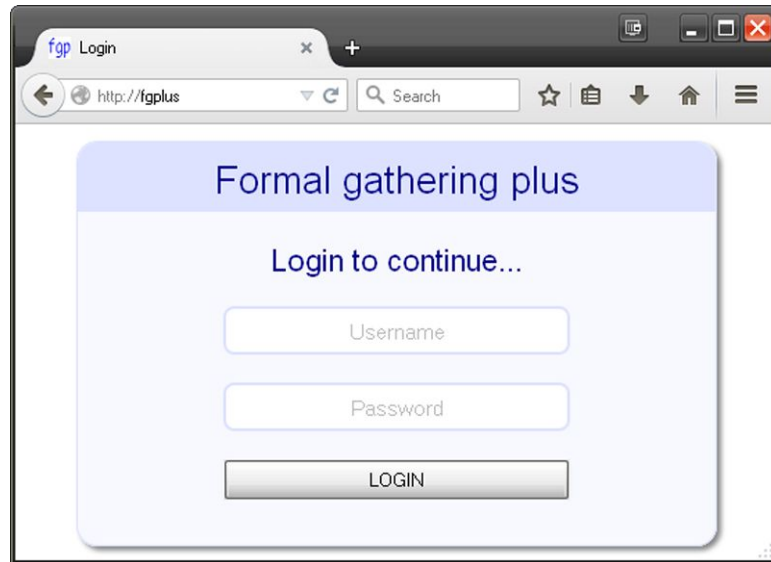 fgp Login
http://fgplus
Search
Formal gathering plus
Login to continue...
Username
Password
LOGIN